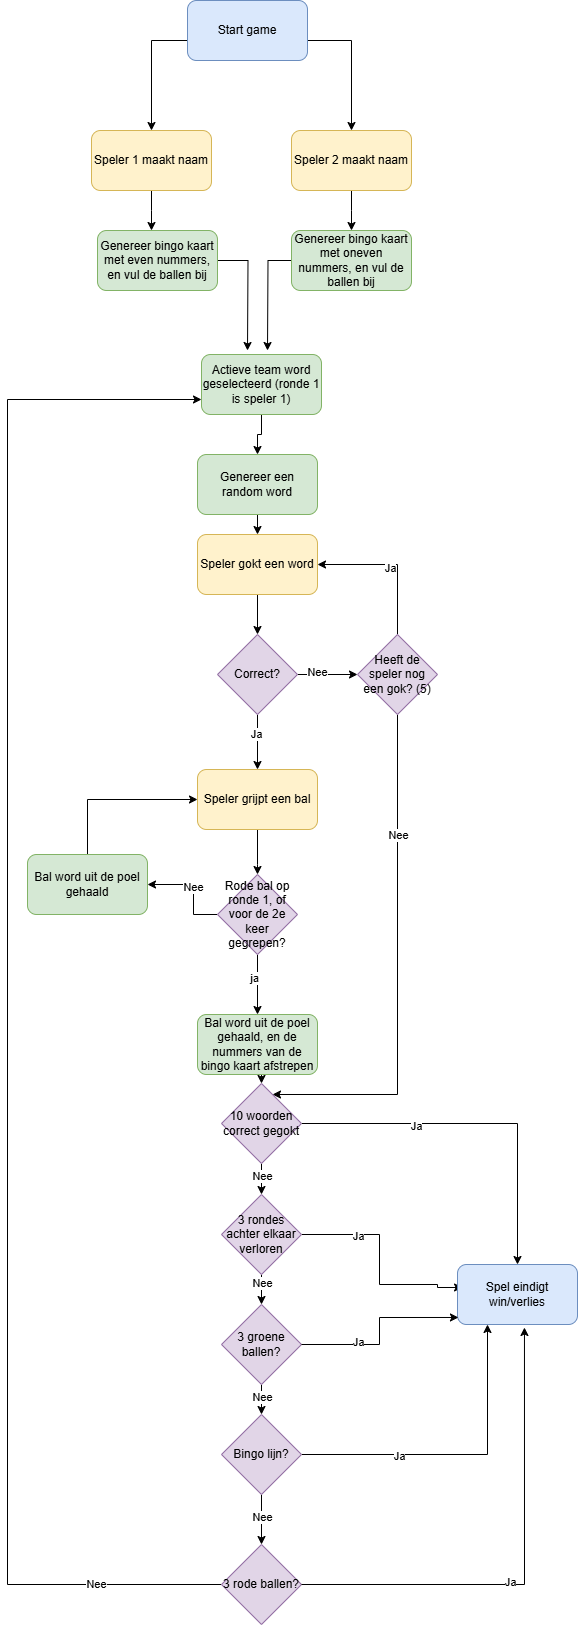 Start game
Speler 1 maakt naam
Speler 2 maakt naam
Genereer bingo kaart
met even nummers,
en vul de ballen bij
Genereer bingo kaart
met oneven
nummers, en vul de
ballen bij
Actieve team word
geselecteerd (ronde 1
is speler 1)
Genereer een
random word
Speler gokt een word
Ja
Correct?
Nee
Heeft de
speler nog
een gok? (5)
Ja
Speler grijpt een bal
Nee
Bal word uit de poel
gehaald
Nee
Rode bal op
ronde 1, of
voor de 2e
keer
gegrepen?
ja
Bal word uit de poel
gehaald, en de
nummers van de
bingo kaart afstrepen
10 woorden
correct gegokt
Ja
Nee
3 rondes
achter elkaar
verloren
Ja
Nee
Spel eindigt
win/verlies
3 groene
ballen?
Ja
Nee
Bingo lijn?
Ja
Nee
3 rode ballen?
Nee
Ja